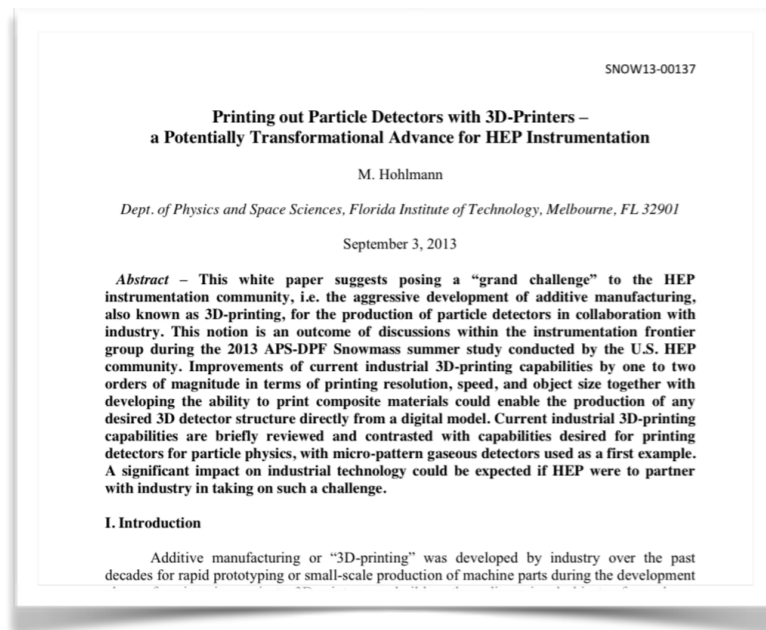 SNOW13-00137
Printing out Particle Detectors with 3D-Printers –
a Potentially Transformational Advance for HEP Instrumentation
M. Hohlmann
Dept. of Physics and Space Sciences, Florida Institute of Technology, Melbourne, FL 32901
September 3, 2013
Abstract – This white paper suggests posing a “grand challenge” to the HEP
instrumentation community, i.e. the aggressive development of additive manufacturing,
also known as 3D-printing, for the production of particle detectors in collaboration with
industry. This notion is an outcome of discussions within the instrumentation frontier
group during the 2013 APS-DPF Snowmass summer study conducted by the U.S. HEP
community. Improvements of current industrial 3D-printing capabilities by one to two
orders of magnitude in terms of printing resolution, speed, and object size together with
developing the ability to print composite materials could enable the production of any
desired 3D detector structure directly from a digital model. Current industrial 3D-printing
capabilities are briefly reviewed and contrasted with capabilities desired for printing
detectors for particle physics, with micro-pattern gaseous detectors used as a first example.
A significant impact on industrial technology could be expected if HEP were to partner
with industry in taking on such a challenge.
I. Introduction
Additive manufacturing or “3D-printing” was developed by industry over the past
decades for rapid prototyping or small-scale production of machine parts during the development